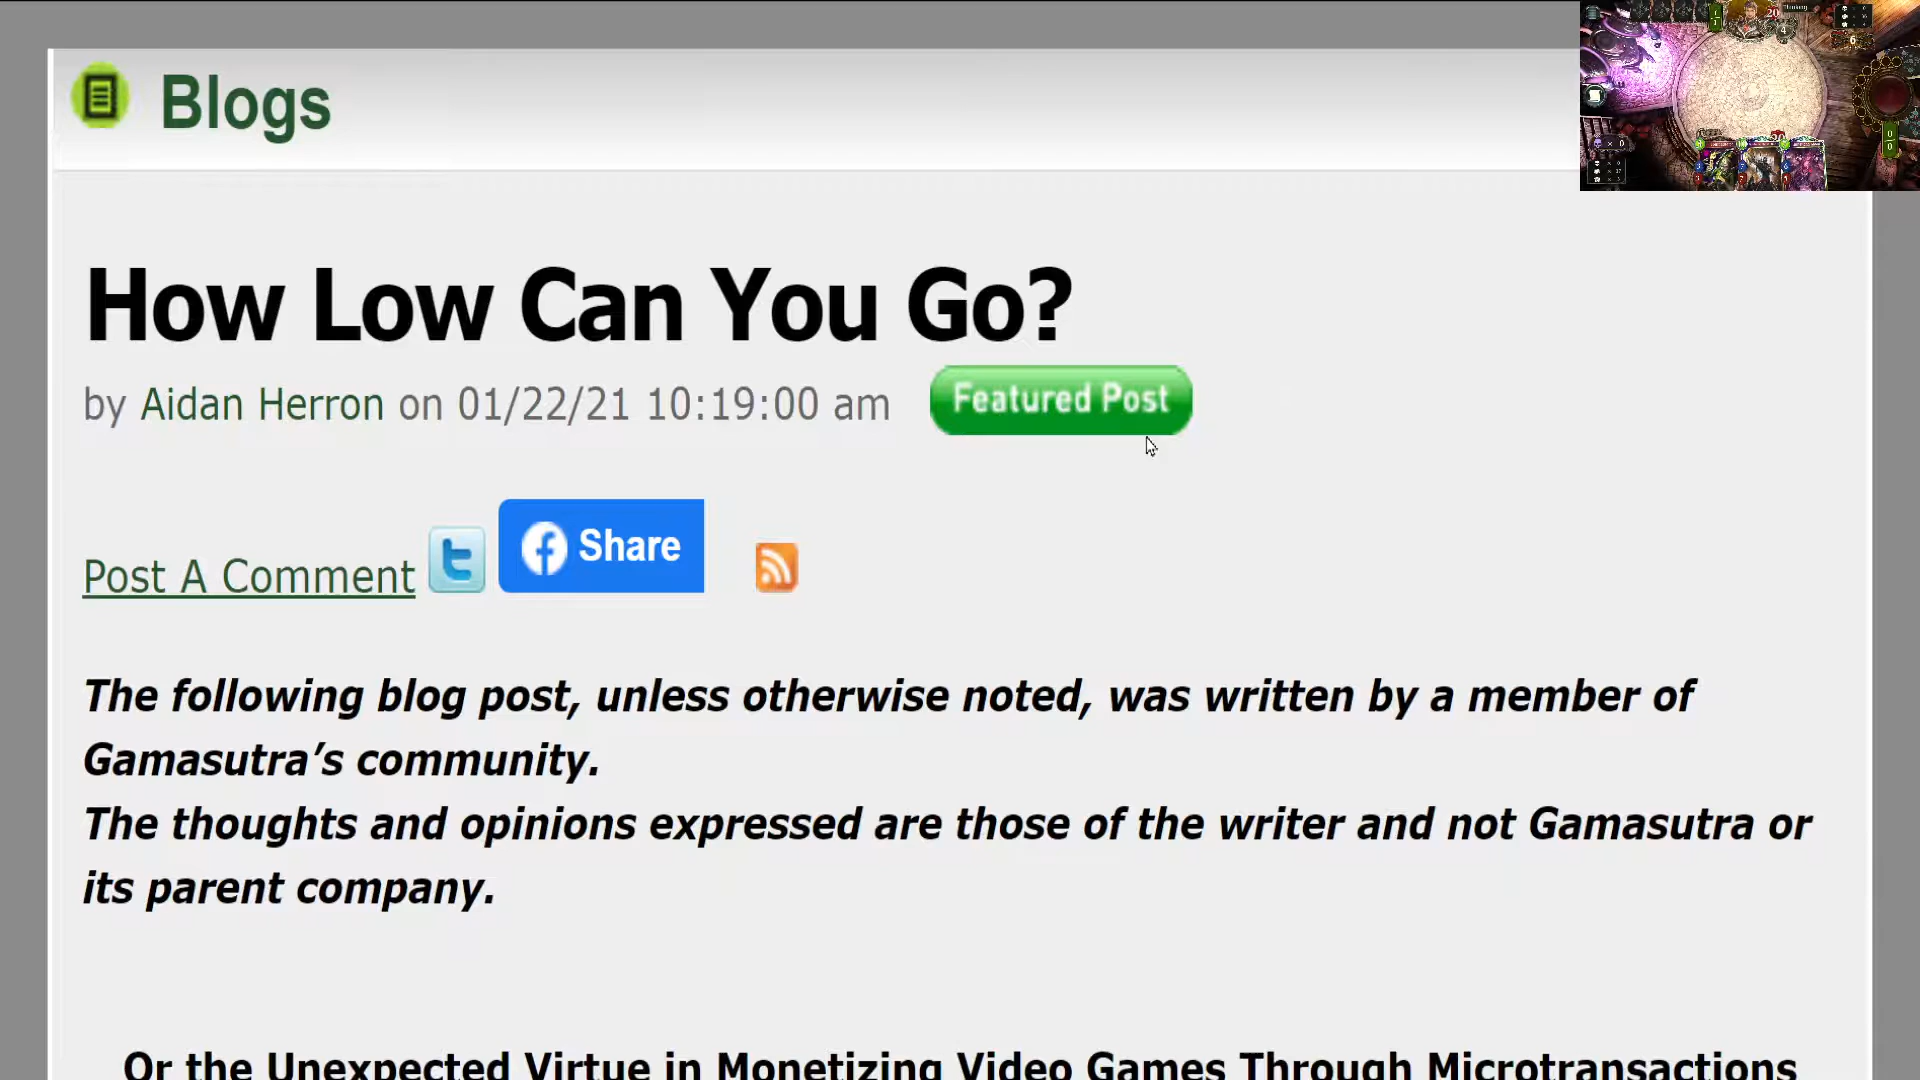 Blogs
How Low Can You Go?
by Aidan Herron on 01/22/21 10:19:00 am Featured Post
Post A Comment Share
The following blog post, unless otherwise noted, was written by a member of
Gamasutra’s community.
The thoughts and opinions expressed are those of the writer and not Gamasutra or
its parent company.
Or the Unexpected Virtue in Monetizing Video Games Through Microtransactions